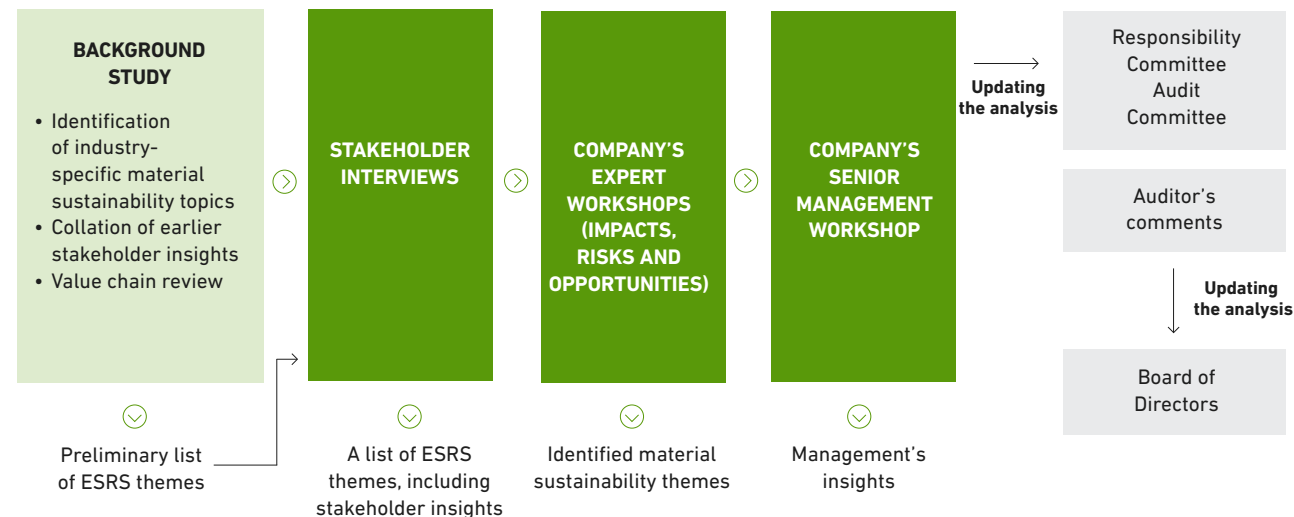 BACKGROUND
STUDY
• Identification
of industry-
specific material
sustainability topics
• Collation of earlier
stakeholder insights
• Value chain review
Preliminary list
of ESRS themes
STAKEHOLDER
INTERVIEWS
A list of ESRS
themes, including
stakeholder insights
COMPANY’S
EXPERT
WORKSHOPS
(IMPACTS,
RISKS AND
OPPORTUNITIES)
Identified material
sustainability themes
COMPANY’S
SENIOR
MANAGEMENT
WORKSHOP
Management’s
insights
Updating
the analysis
Responsibility
Committee
Audit
Committee
Auditor’s
comments
Updating
the analysis
Board of
Directors